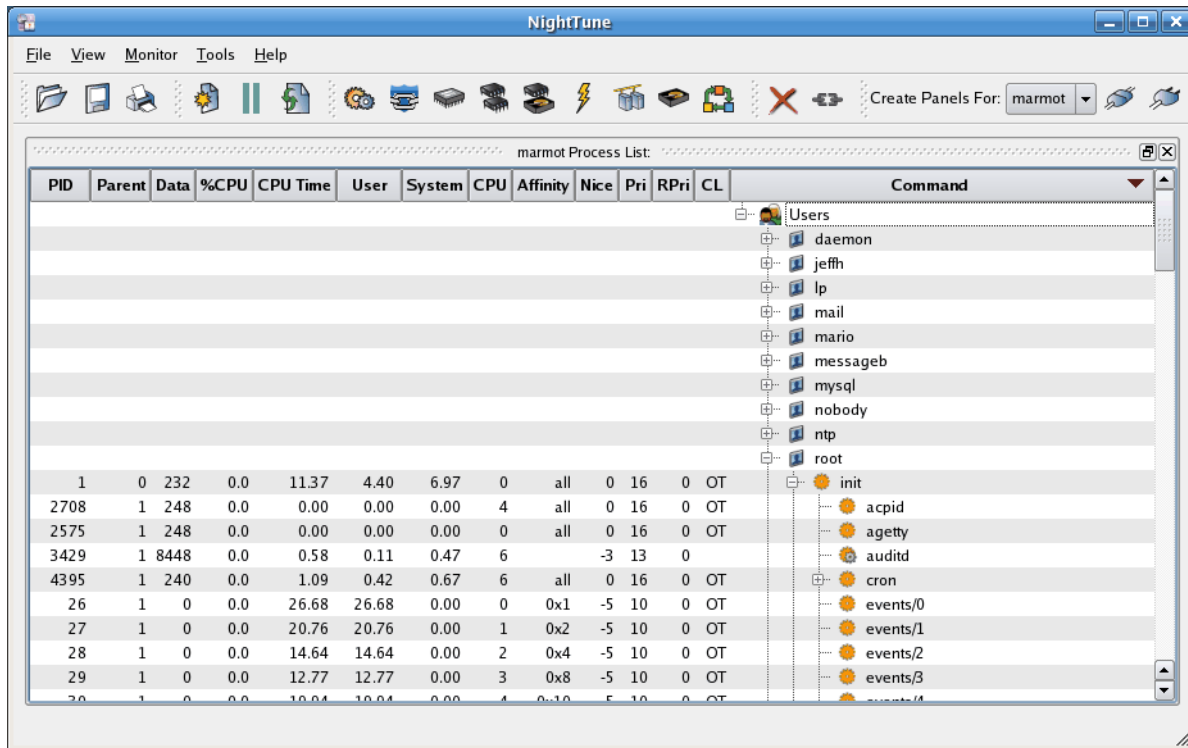 NightTune
File View Monitor Tools Help
Create Panels For: marmot
marmot Process List:
PID Parent Data %CPU CPU Time User System CPU Affinity Nice Pri RPri CL Command
Users
daemon
jeffh
lp
mail
mario
messageb
mysql
nobody
ntp
root
1 0 232 0.0 11.37 4.40 6.97 0 all 0 16 0 OT init
2708 1 248 0.0 0.00 0.00 0.00 4 all 0 16 0 OT acpid
2575 1 248 0.0 0.00 0.00 0.00 0 all 0 16 0 OT agetty
3429 1 8448 0.0 0.58 0.11 0.47 6 -3 13 0 auditd
4395 1 240 0.0 1.09 0.42 0.67 6 all 0 16 0 OT cron
26 1 0 0.0 26.68 26.68 0.00 0 0x1 -5 10 0 OT events/0
27 1 0 0.0 20.76 20.76 0.00 1 0x2 -5 10 0 OT events/1
28 1 0 0.0 14.64 14.64 0.00 2 0x4 -5 10 0 OT events/2
29 1 0 0.0 12.77 12.77 0.00 3 0x8 -5 10 0 OT events/3